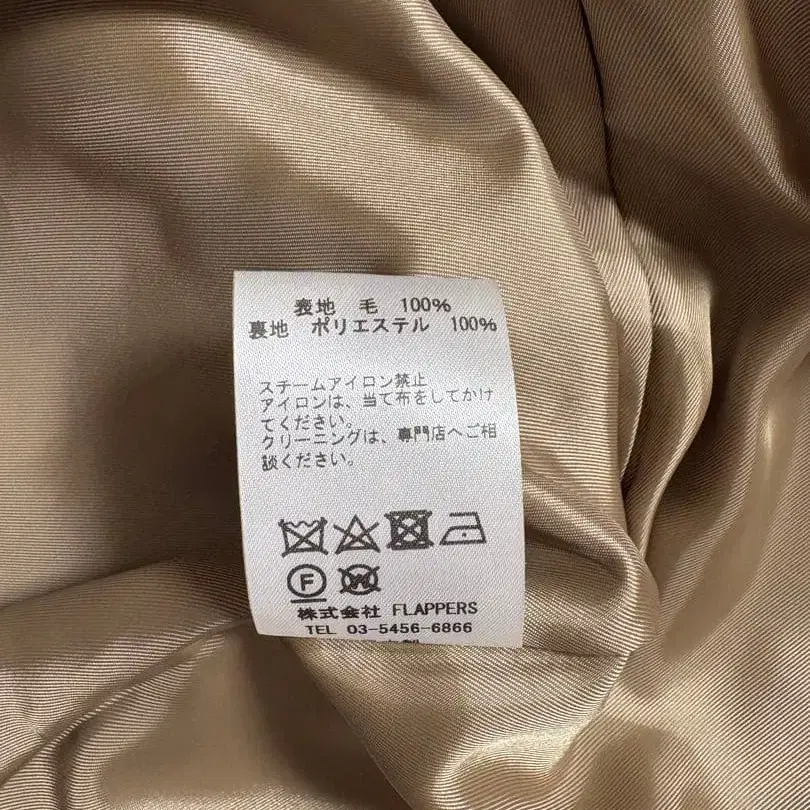 表地 毛 100%
裏地 ポリエステル 100%
スチームアイロン禁止
アイロンは、当て布をしてかけ
てください。
クリーニングは、専門店へご相
談ください。
F W
株式会社 FLAPPERS
TEL 03-5456-6866